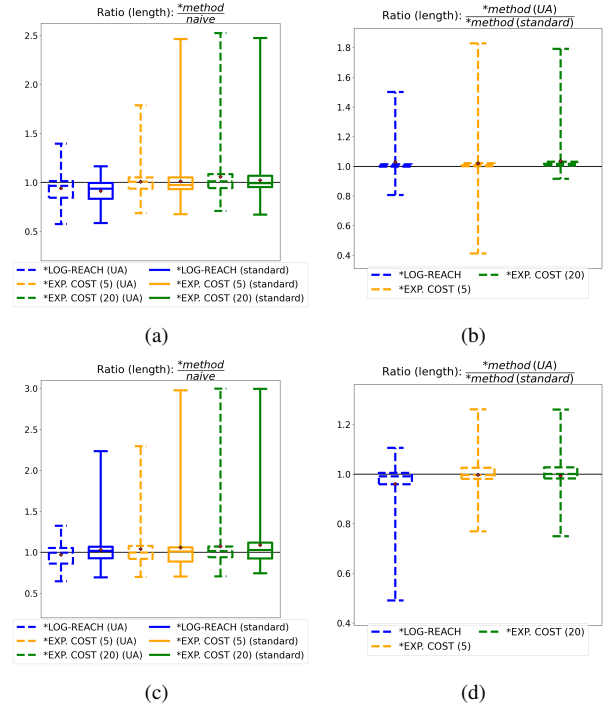 Ratio (length): *method / naive
2.5
2.0
1.5
1.0
0.5
*LOG-REACH (UA) *LOG-REACH (standard)
*EXP. COST (5) (UA) *EXP. COST (5) (standard)
*EXP. COST (20) (UA) *EXP. COST (20) (standard)
(a)
Ratio (length): *method (UA) / *method (standard)
1.8
1.6
1.4
1.2
1.0
0.8
0.6
0.4
*LOG-REACH *EXP. COST (20)
*EXP. COST (5)
(b)
Ratio (length): *method / naive
3.0
2.5
2.0
1.5
1.0
0.5
*LOG-REACH (UA) *LOG-REACH (standard)
*EXP. COST (5) (UA) *EXP. COST (5) (standard)
*EXP. COST (20) (UA) *EXP. COST (20) (standard)
(c)
Ratio (length): *method (UA) / *method (standard)
1.2
1.0
0.8
0.6
0.4
*LOG-REACH *EXP. COST (20)
*EXP. COST (5)
(d)